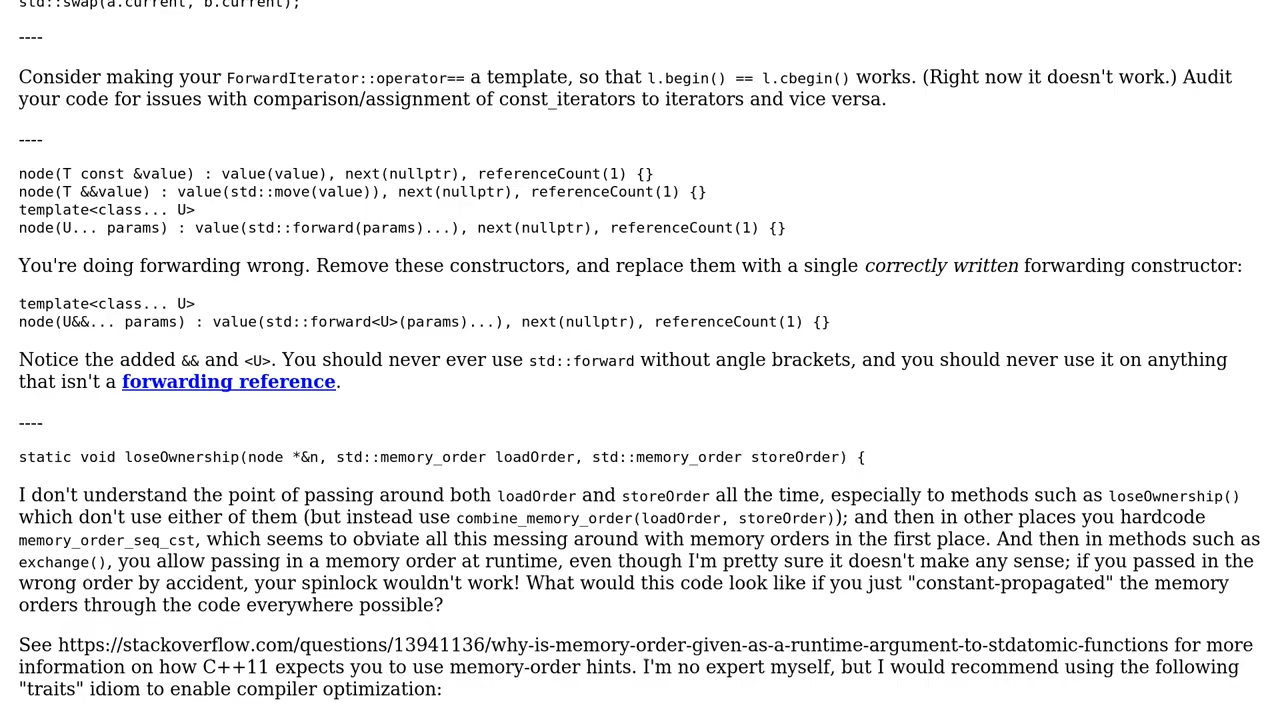 std::swap(a.current, b.current);
----
Consider making your ForwardIterator::operator== a template, so that l.begin() == l.cbegin() works. (Right now it doesn't work.) Audit
your code for issues with comparison/assignment of const_iterators to iterators and vice versa.
----
node(T const &value) : value(value), next(nullptr), referenceCount(1) {}
node(T &&value) : value(std::move(value)), next(nullptr), referenceCount(1) {}
template<class... U>
node(U... params) : value(std::forward(params)...), next(nullptr), referenceCount(1) {}
You're doing forwarding wrong. Remove these constructors, and replace them with a single correctly written forwarding constructor:
template<class... U>
node(U&&... params) : value(std::forward<U>(params)...), next(nullptr), referenceCount(1) {}
Notice the added && and <U>. You should never ever use std::forward without angle brackets, and you should never use it on anything
that isn't a forwarding reference.
----
static void loseOwnership(node *&n, std::memory_order loadOrder, std::memory_order storeOrder) {
I don't understand the point of passing around both loadOrder and storeOrder all the time, especially to methods such as loseOwnership()
which don't use either of them (but instead use combine_memory_order(loadOrder, storeOrder)); and then in other places you hardcode
memory_order_seq_cst, which seems to obviate all this messing around with memory orders in the first place. And then in methods such as
exchange(), you allow passing in a memory order at runtime, even though I'm pretty sure it doesn't make any sense; if you passed in the
wrong order by accident, your spinlock wouldn't work! What would this code look like if you just "constant-propagated" the memory
orders through the code everywhere possible?
See https://stackoverflow.com/questions/13941136/why-is-memory-order-given-as-a-runtime-argument-to-stdatomic-functions for more
information on how C++11 expects you to use memory-order hints. I'm no expert myself, but I would recommend using the following
"traits" idiom to enable compiler optimization: